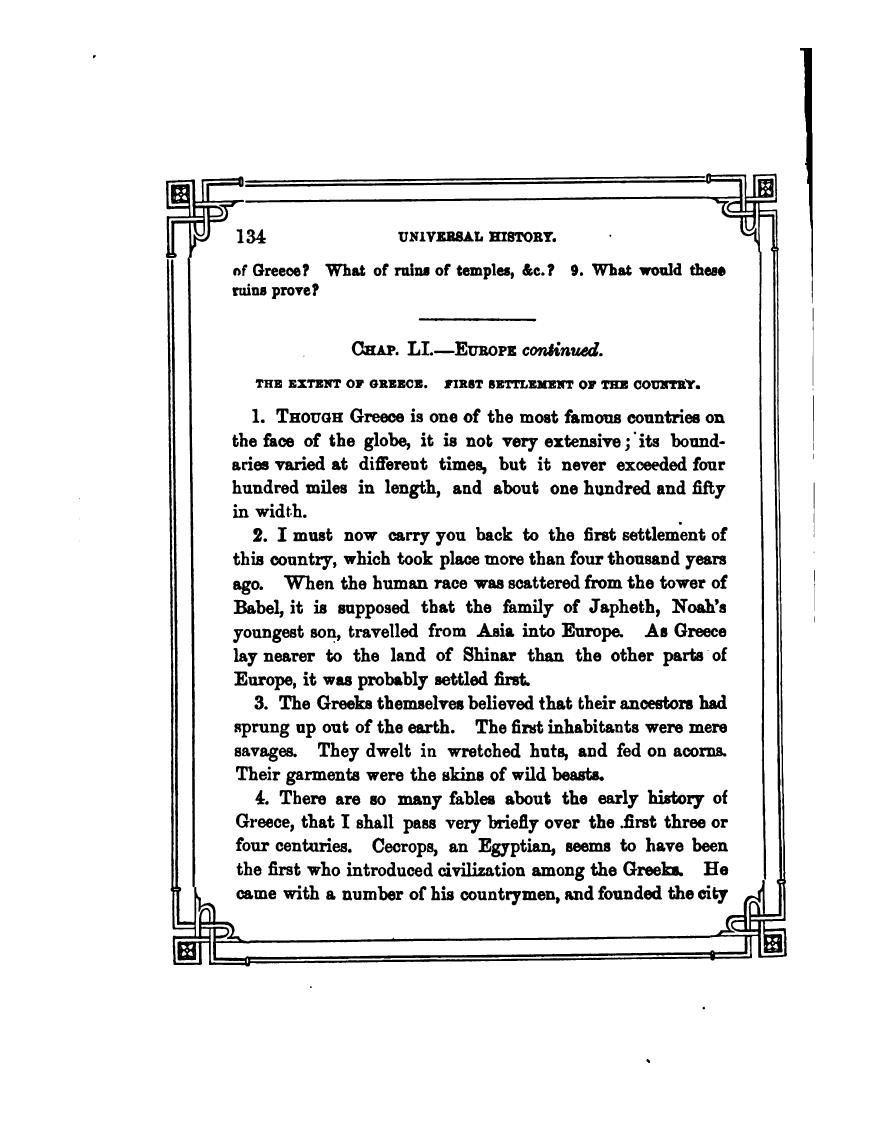 134 UNIVERSAL HISTORY.
of Greece? What of ruins of temples, &c.? 9. What would these
ruins prove?
CHAP. LI.—EUROPE continued.
THE EXTENT OF GREECE. FIRST SETTLEMENT OF THE COUNTRY.
1. THOUGH Greece is one of the most famous countries on
the face of the globe, it is not very extensive; its bound-
aries varied at different times, but it never exceeded four
hundred miles in length, and about one hundred and fifty
in width.
2. I must now carry you back to the first settlement of
this country, which took place more than four thousand years
ago. When the human race was scattered from the tower of
Babel, it is supposed that the family of Japheth, Noah's
youngest son, travelled from Asia into Europe. As Greece
lay nearer to the land of Shinar than the other parts of
Europe, it was probably settled first.
3. The Greeks themselves believed that their ancestors had
sprung up out of the earth. The first inhabitants were mere
savages. They dwelt in wretched huts, and fed on acorns.
Their garments were the skins of wild beasts.
4. There are so many fables about the early history of
Greece, that I shall pass very briefly over the first three or
four centuries. Cecrops, an Egyptian, seems to have been
the first who introduced civilization among the Greeks. He
came with a number of his countrymen, and founded the city